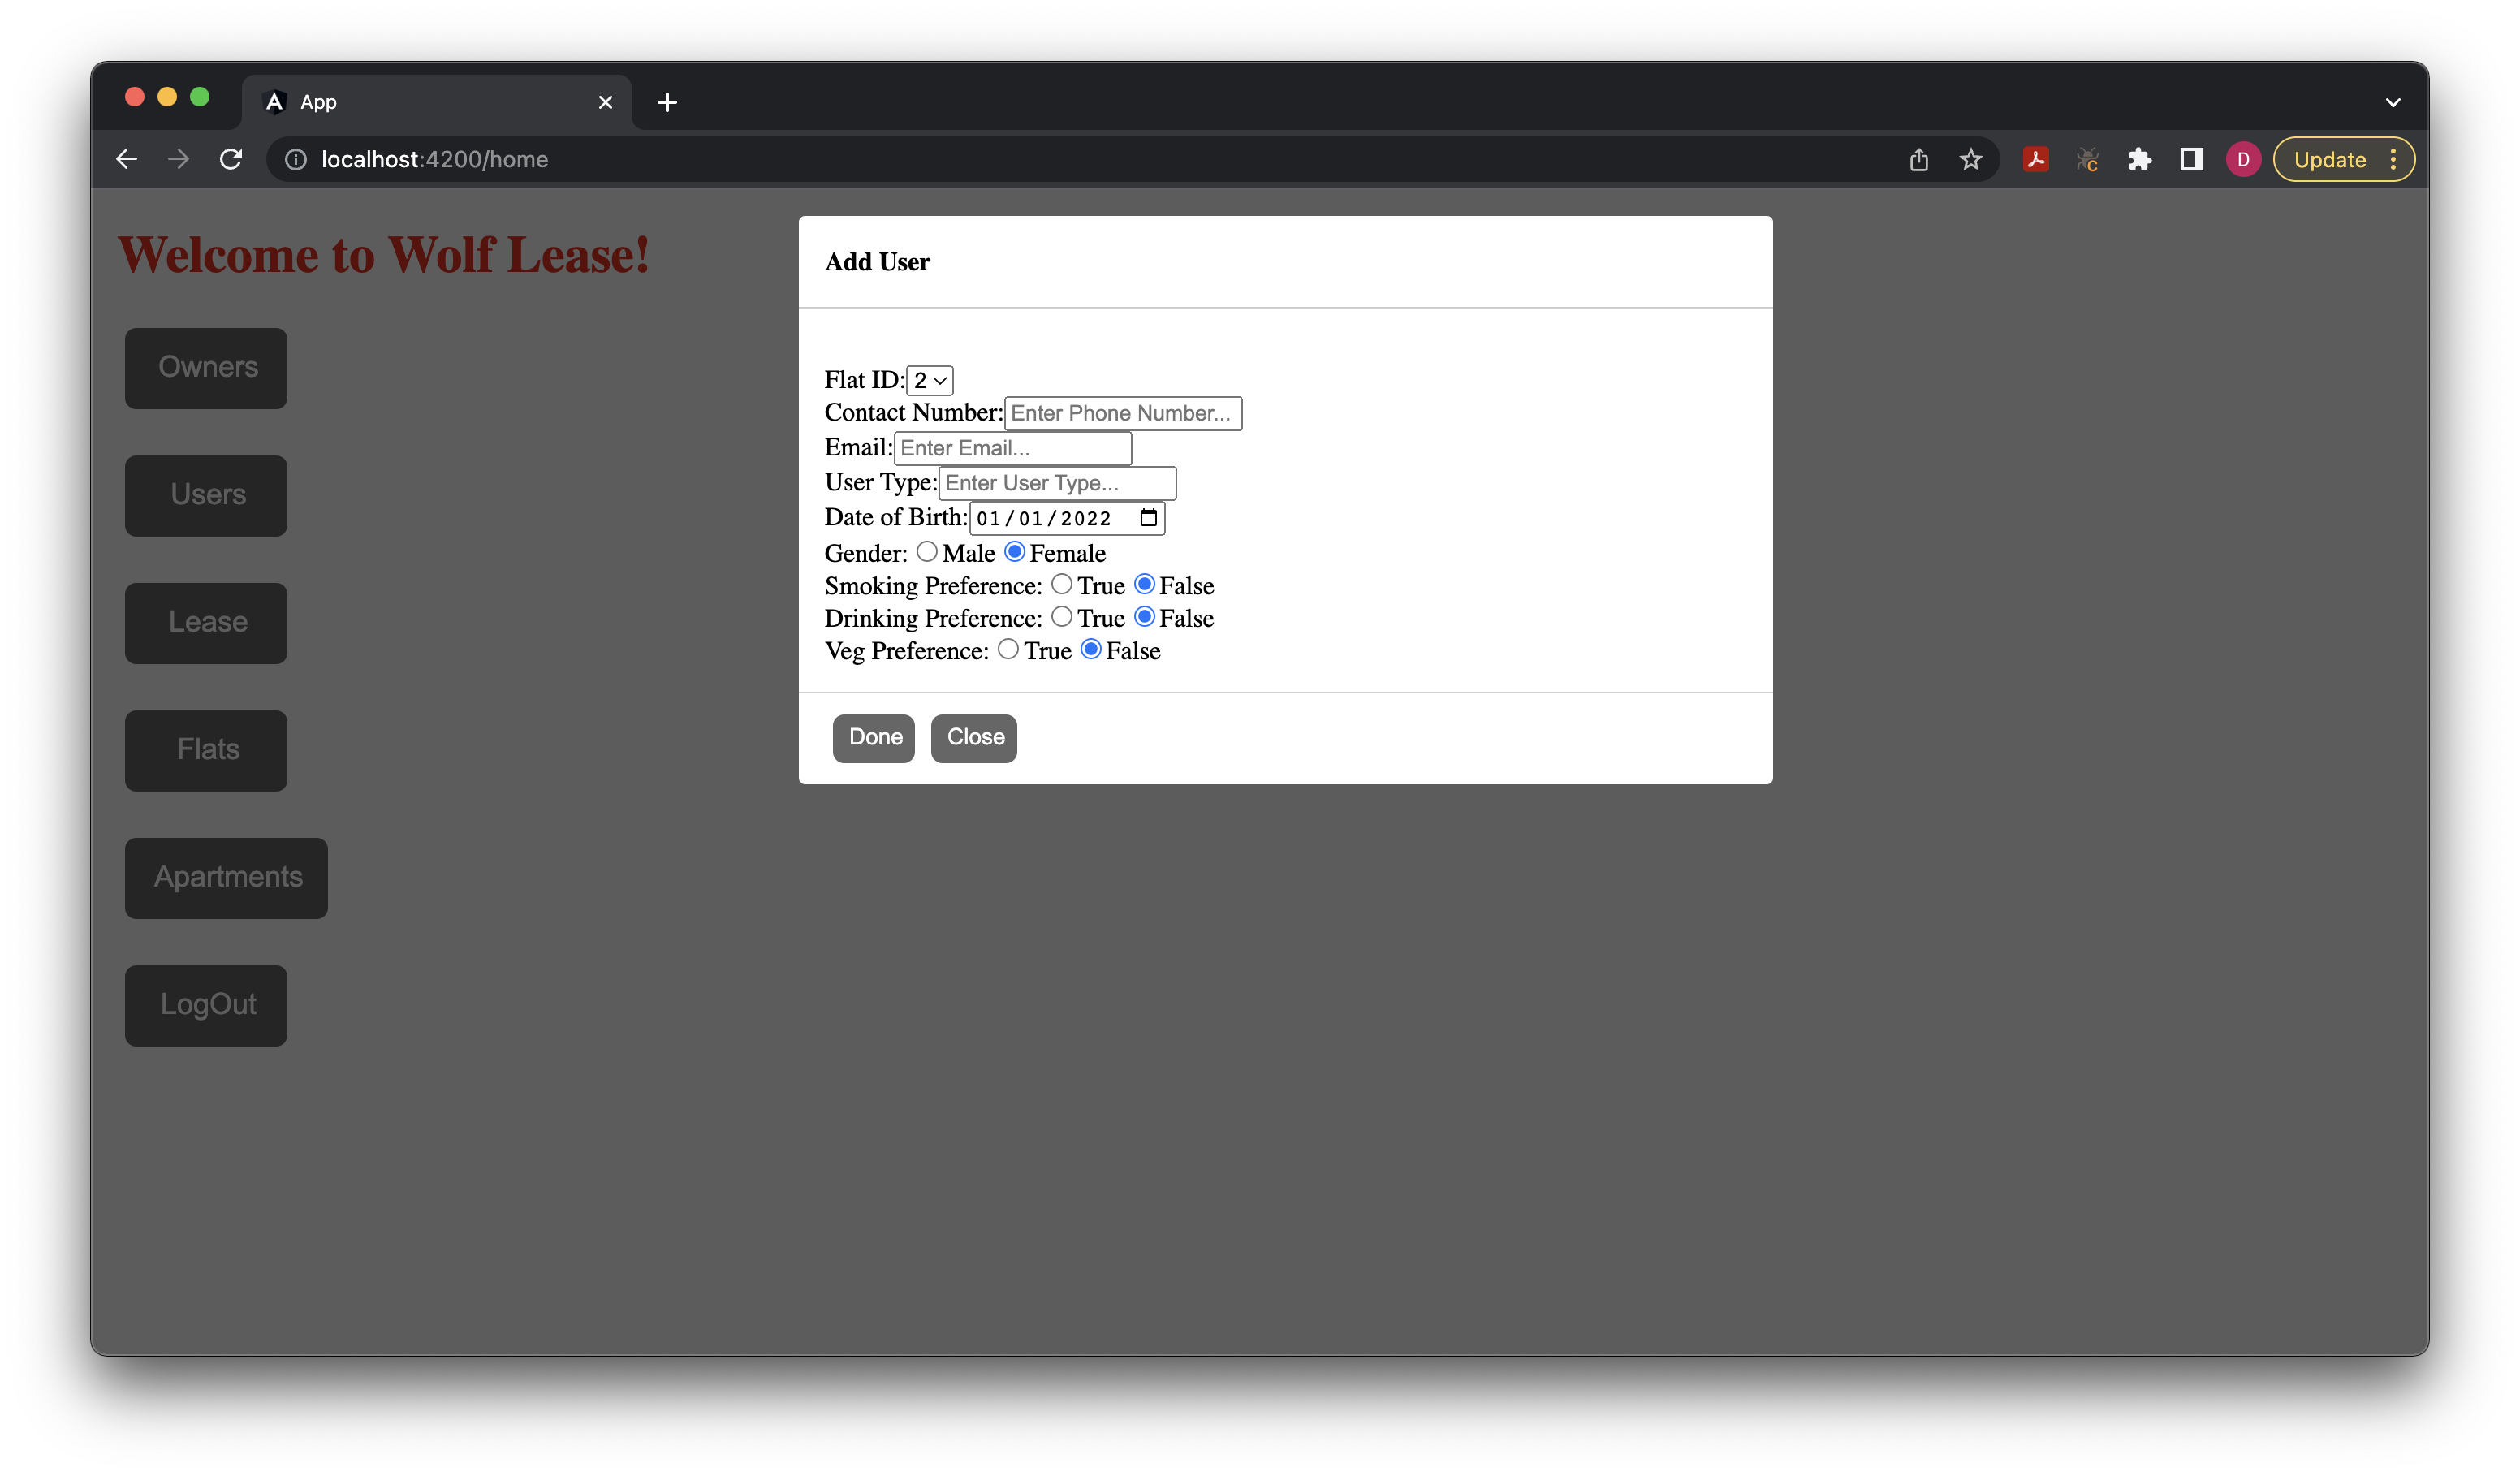 App
localhost:4200/home
D
Update
Welcome to Wolf Lease!
Owners
Users
Lease
Flats
Apartments
LogOut
Add User
Flat ID: 2
Contact Number: Enter Phone Number...
Email: Enter Email...
User Type: Enter User Type...
Date of Birth: 01/01/2022
Gender: Male Female
Smoking Preference: True False
Drinking Preference: True False
Veg Preference: True False
Done Close